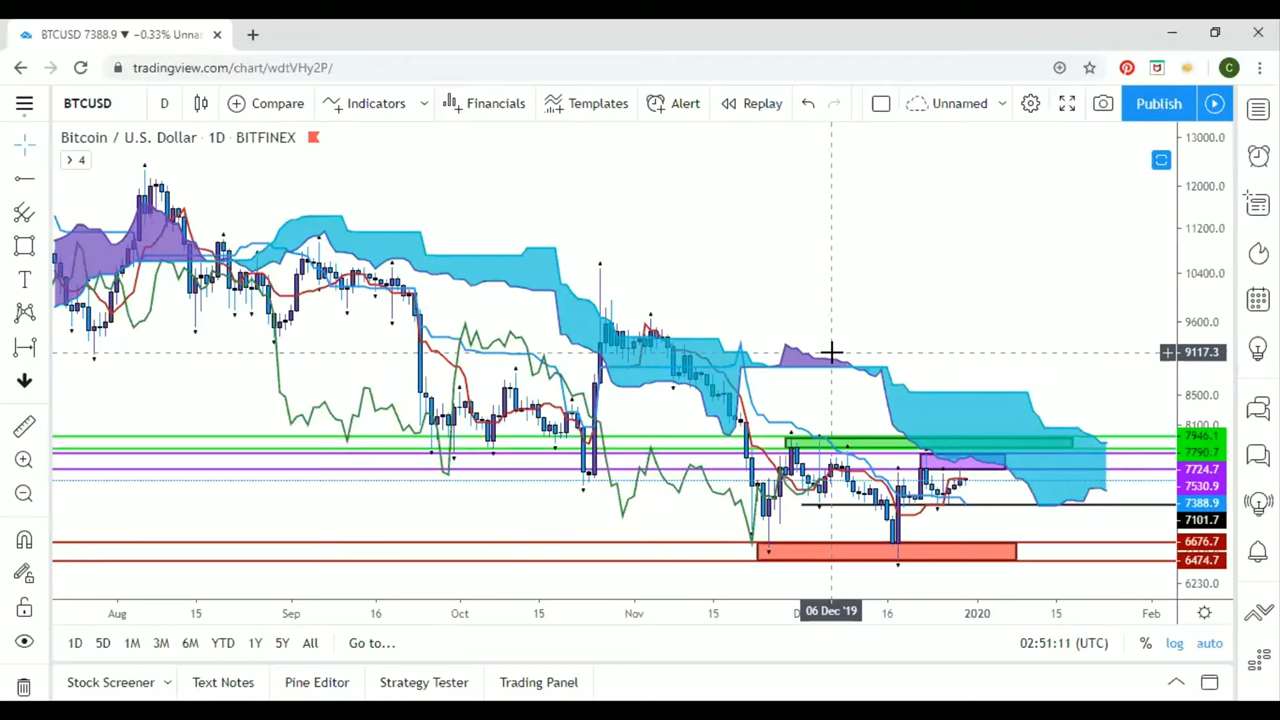 BTCUSD 7388.9 ▼ −0.33% Unna
tradingview.com/chart/wdtVHy2P/
C
BTCUSD D Compare Indicators Financials Templates Alert Replay Unnamed Publish
Bitcoin / U.S. Dollar · 1D · BITFINEX
4
13000.0
12000.0
11200.0
10400.0
9600.0
9117.3
8500.0
8100.0
7946.1
7790.7
7724.7
7530.9
7388.9
7101.7
6676.7
6474.7
6230.0
Aug 15 Sep 16 Oct 15 Nov 15 D 06 Dec '19 16 2020 15 Feb
1D 5D 1M 3M 6M YTD 1Y 5Y All Go to... 02:51:11 (UTC) % log auto
Stock Screener Text Notes Pine Editor Strategy Tester Trading Panel